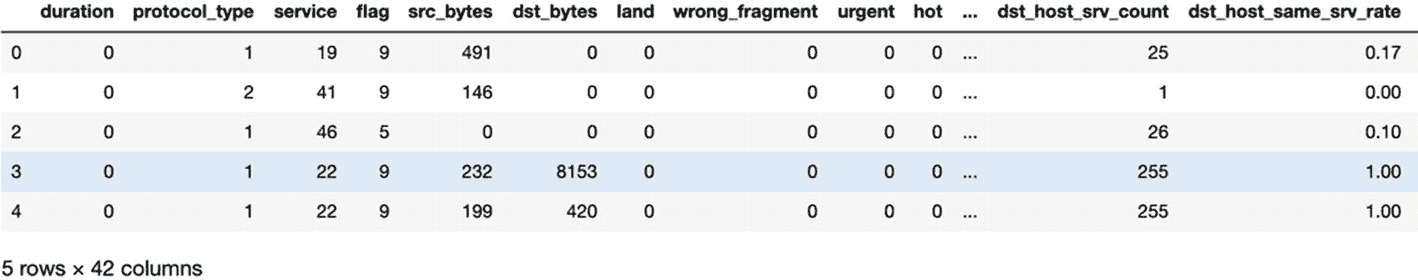 duration protocol_type service flag src_bytes dst_bytes land wrong_fragment urgent hot ... dst_host_srv_count dst_host_same_srv_rate
0 0 1 19 9 491 0 0 0 0 0 ... 25 0.17
1 0 2 41 9 146 0 0 0 0 0 ... 1 0.00
2 0 1 46 5 0 0 0 0 0 0 ... 26 0.10
3 0 1 22 9 232 8153 0 0 0 0 ... 255 1.00
4 0 1 22 9 199 420 0 0 0 0 ... 255 1.00
5 rows × 42 columns